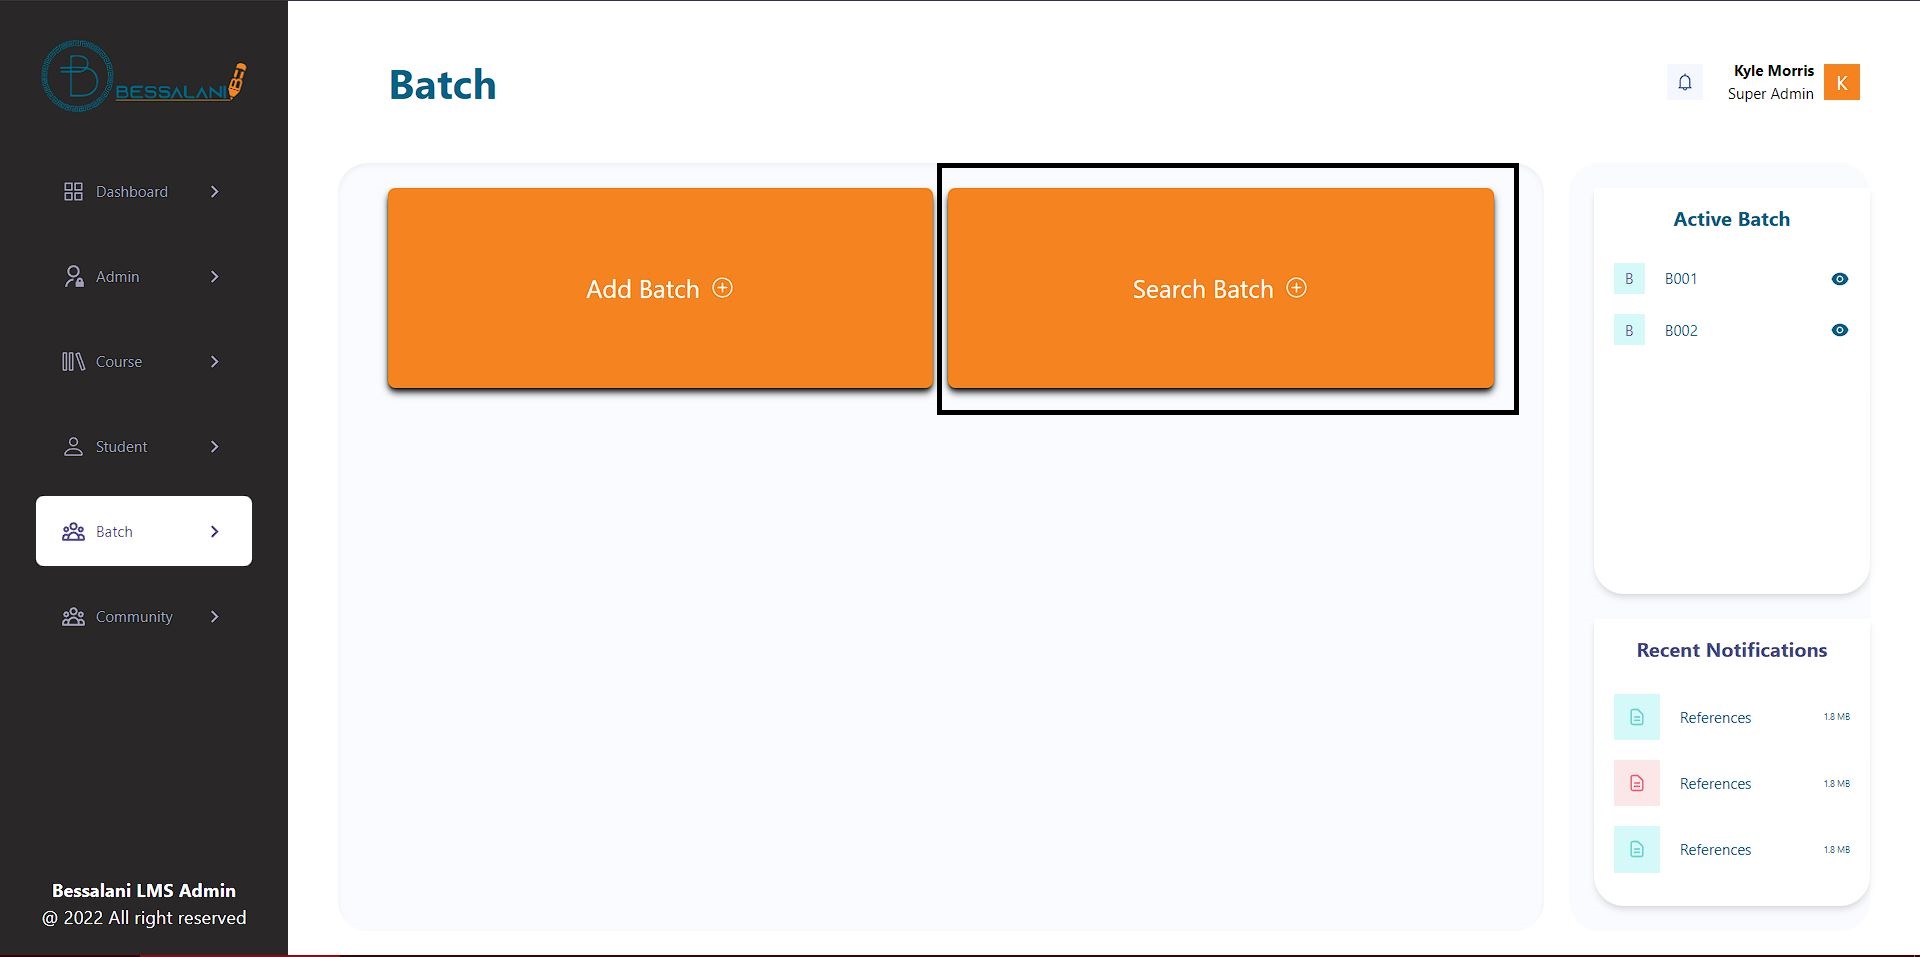 BESSALANI
Dashboard
Admin
Course
Student
Batch
Community
Bessalani LMS Admin
@ 2022 All right reserved
Batch
Kyle Morris
Super Admin
K
Add Batch
Search Batch
Active Batch
B B001
B B002
Recent Notifications
References 1.8 MB
References 1.8 MB
References 1.8 MB